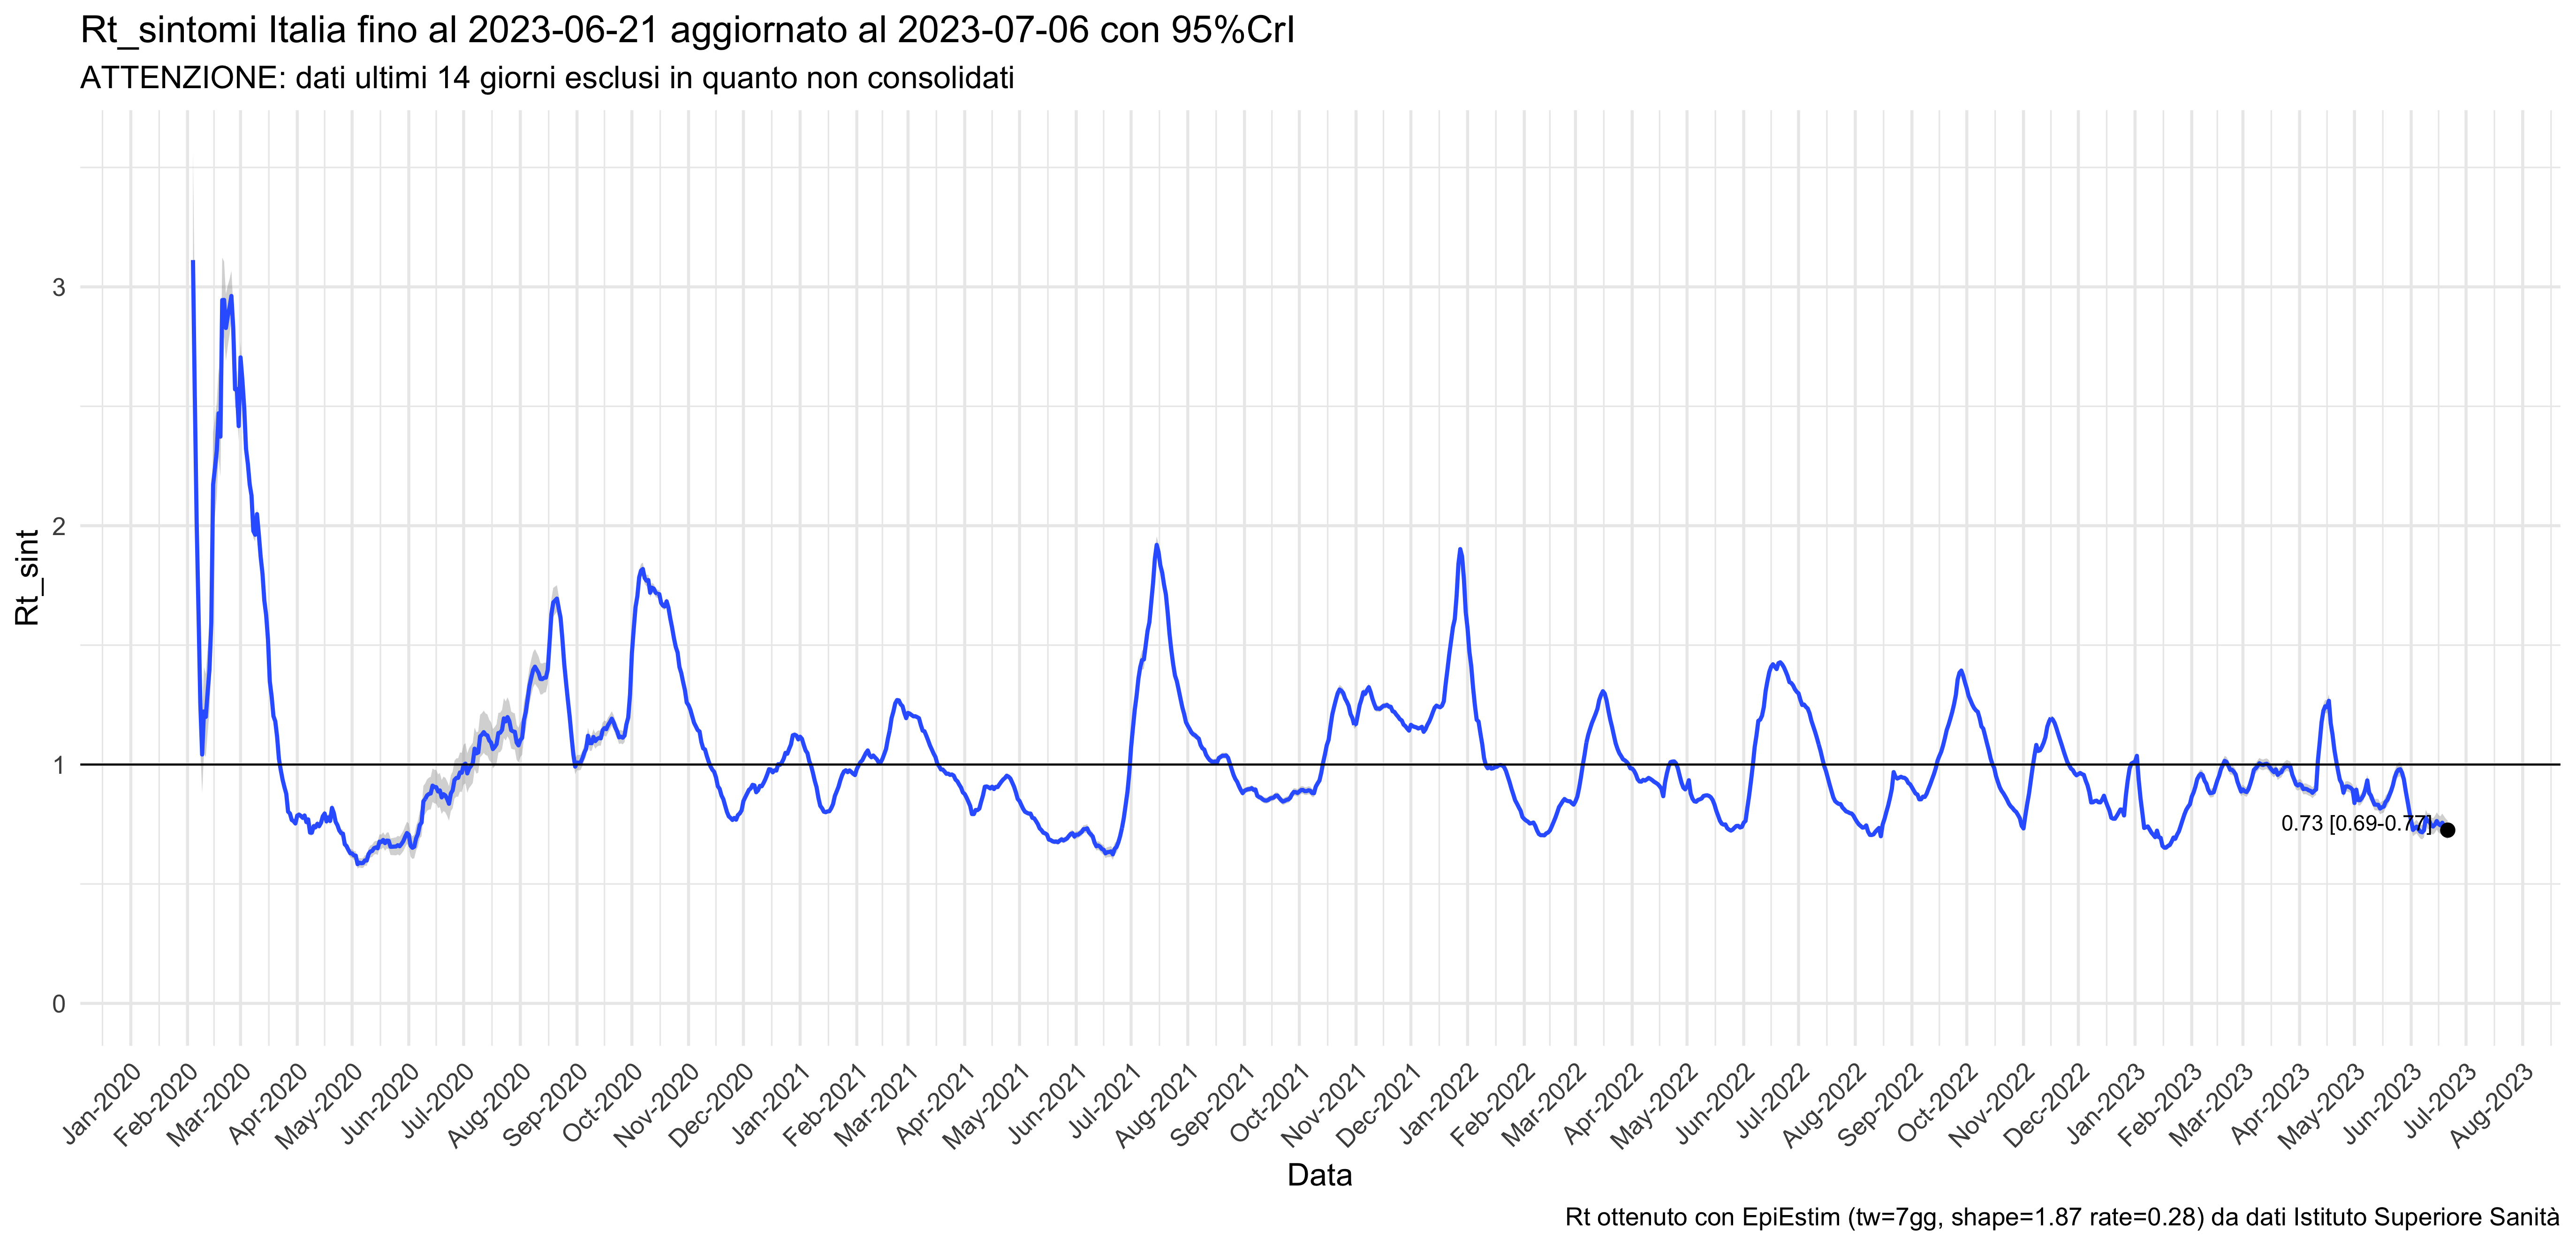 Rt_sintomi Italia fino al 2023-06-21 aggiornato al 2023-07-06 con 95%CrI
ATTENZIONE: dati ultimi 14 giorni esclusi in quanto non consolidati
Rt_sint
3
2
1
0
0.73 [0.69-0.77]
Jan-2020
Feb-2020
Mar-2020
Apr-2020
May-2020
Jun-2020
Jul-2020
Aug-2020
Sep-2020
Oct-2020
Nov-2020
Dec-2020
Jan-2021
Feb-2021
Mar-2021
Apr-2021
May-2021
Jun-2021
Jul-2021
Aug-2021
Sep-2021
Oct-2021
Nov-2021
Dec-2021
Jan-2022
Feb-2022
Mar-2022
Apr-2022
May-2022
Jun-2022
Jul-2022
Aug-2022
Sep-2022
Oct-2022
Nov-2022
Dec-2022
Jan-2023
Feb-2023
Mar-2023
Apr-2023
May-2023
Jun-2023
Jul-2023
Aug-2023
Data
Rt ottenuto con EpiEstim (tw=7gg, shape=1.87 rate=0.28) da dati Istituto Superiore Sanità